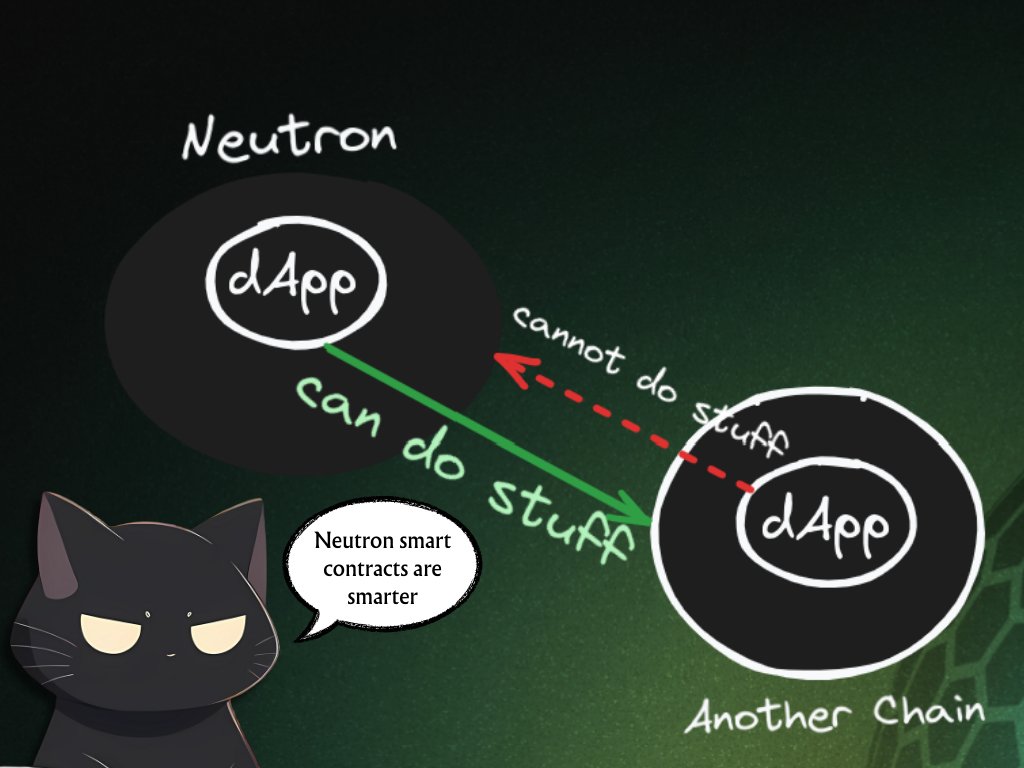 Neutron
dApp
cannot do stuff
can do stuff
dApp
Neutron smart
contracts are
smarter
Another Chain